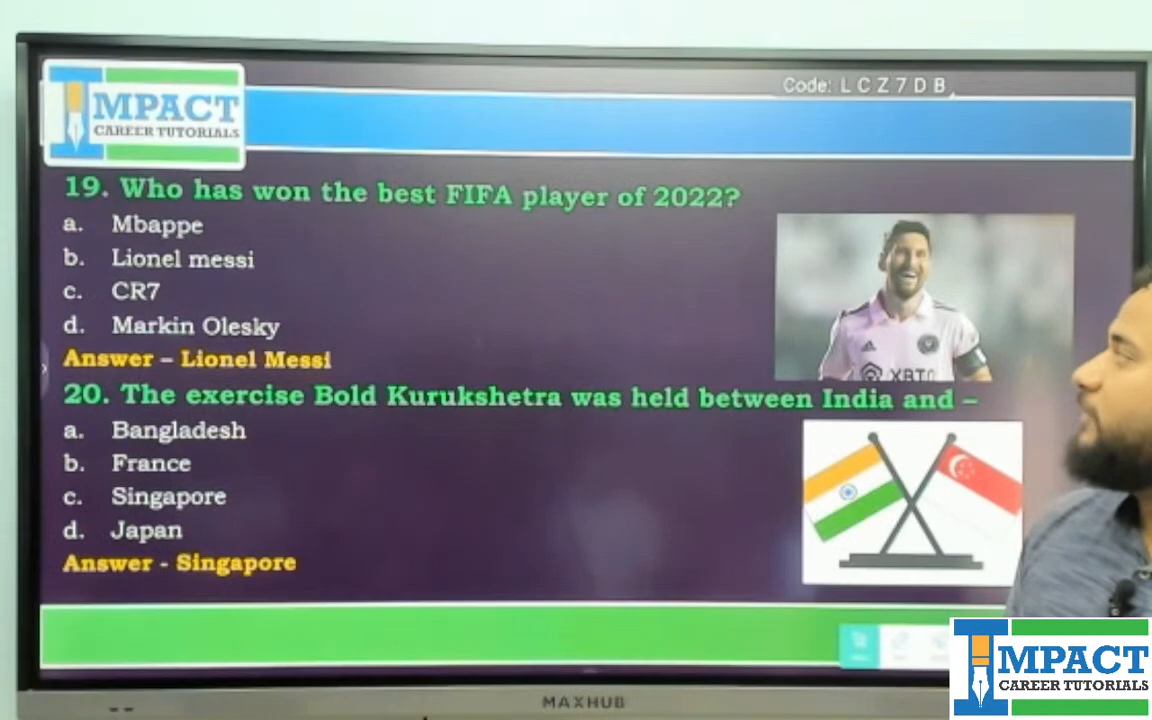 Code: L C Z 7 D B
IMPACT
CAREER TUTORIALS
19. Who has won the best FIFA player of 2022?
a. Mbappe
b. Lionel messi
c. CR7
d. Markin Olesky
Answer – Lionel Messi
XBTO
20. The exercise Bold Kurukshetra was held between India and –
a. Bangladesh
b. France
c. Singapore
d. Japan
Answer - Singapore
MAXHUB
IMPACT
CAREER TUTORIALS